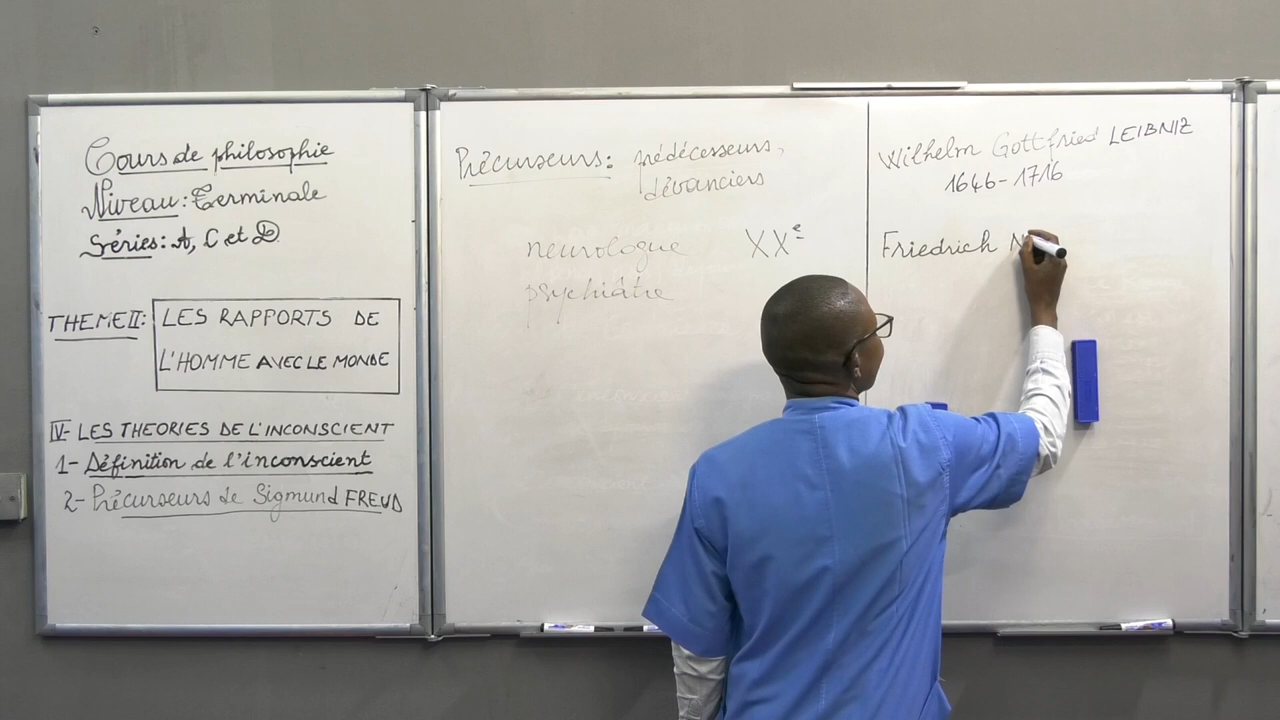 Cours de philosophie
Niveau: Terminale
Séries: A, C et D
THEME II: LES RAPPORTS DE
L'HOMME AVEC LE MONDE
IV- LES THEORIES DE L'INCONSCIENT
1- Définition de l'inconscient
2- Précurseurs de Sigmund FREUD
Précurseurs: prédécesseurs,
dévanciers
neurologue XXe
psychiâtre
Wilhelm Gottfried LEIBNIZ
1646-1716
Friedrich N